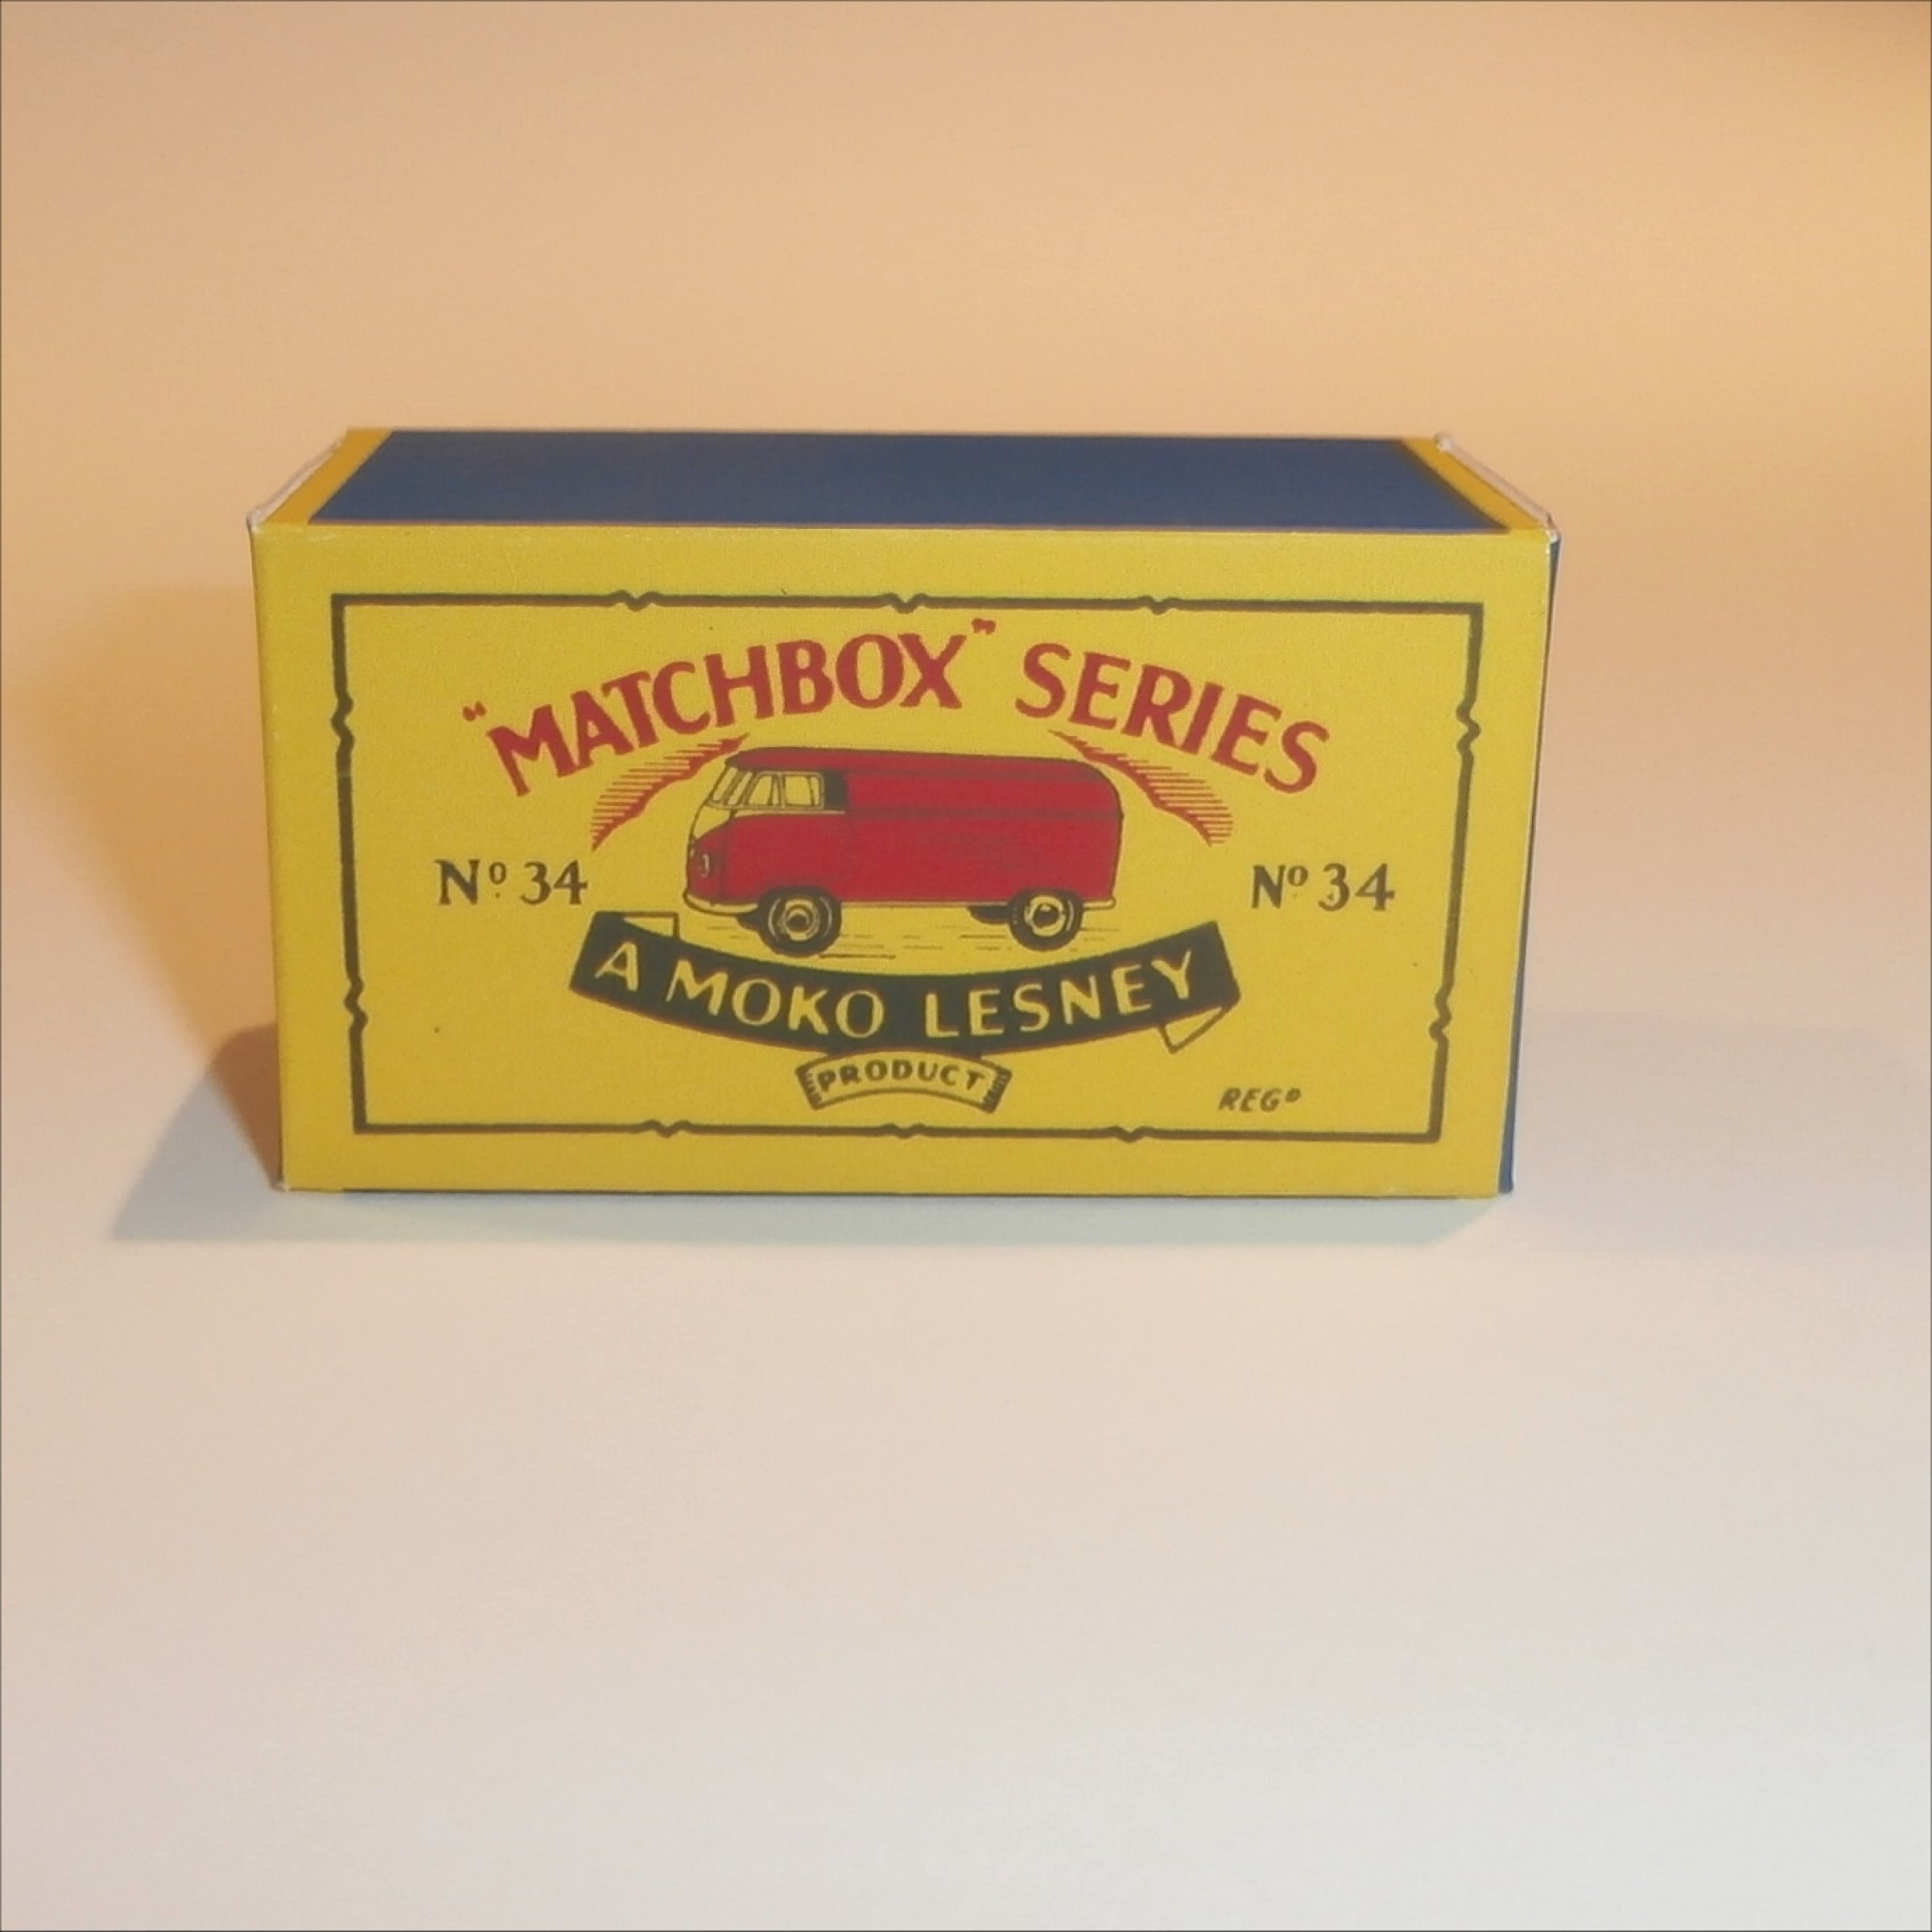 "MATCHBOX" SERIES
Nº 34
Nº 34
A MOKO LESNEY
PRODUCT
REGᴰ